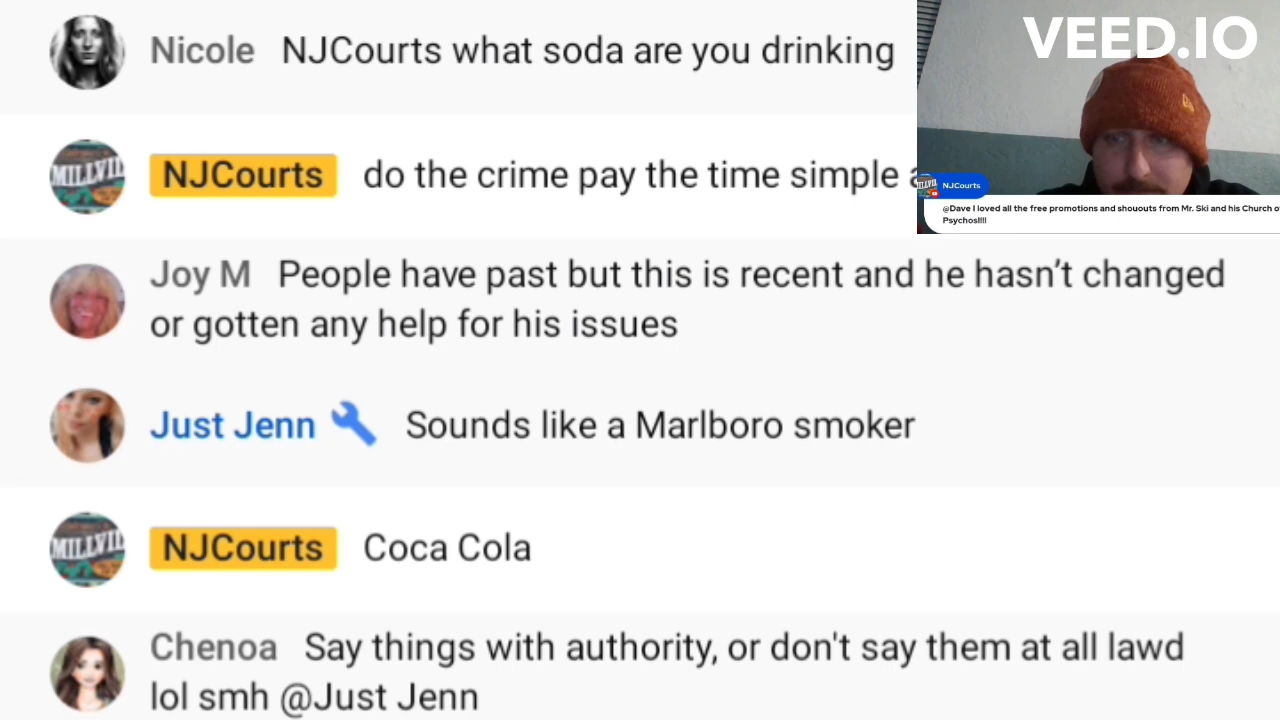 Nicole NJCourts what soda are you drinking
VEED.IO
NJCourts do the crime pay the time simple
NJCourts
@Dave I loved all the free promotions and shououts from Mr. Ski and his Church
Psychos!!!!
Joy M People have past but this is recent and he hasn’t changed
or gotten any help for his issues
Just Jenn Sounds like a Marlboro smoker
MILLVIL
NJCourts Coca Cola
Chenoa Say things with authority, or don't say them at all lawd
lol smh @Just Jenn